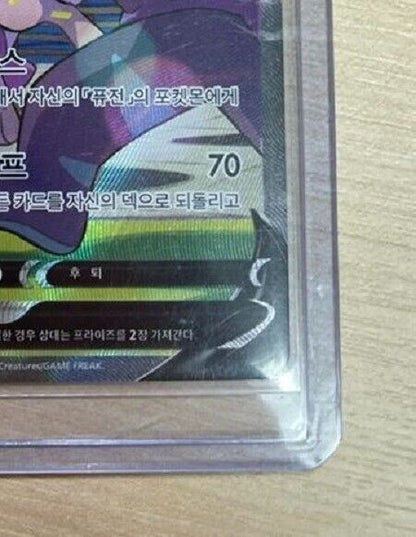 스
해서 자신의 「퓨전」의 포켓몬에게
프 70
카드를 자신의 덱으로 되돌리고
후퇴
한 경우 상대는 프라이즈를 2장 가져간다.
Creatures/GAME FREAK.